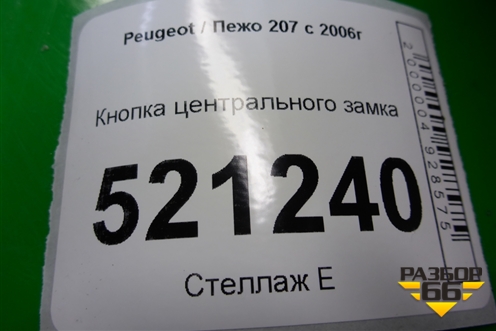 Peugeot / Пежо 207 с 2006г
Кнопка центрального замка
521240
Стеллаж Е
2000004928575
РАЗБОР
66